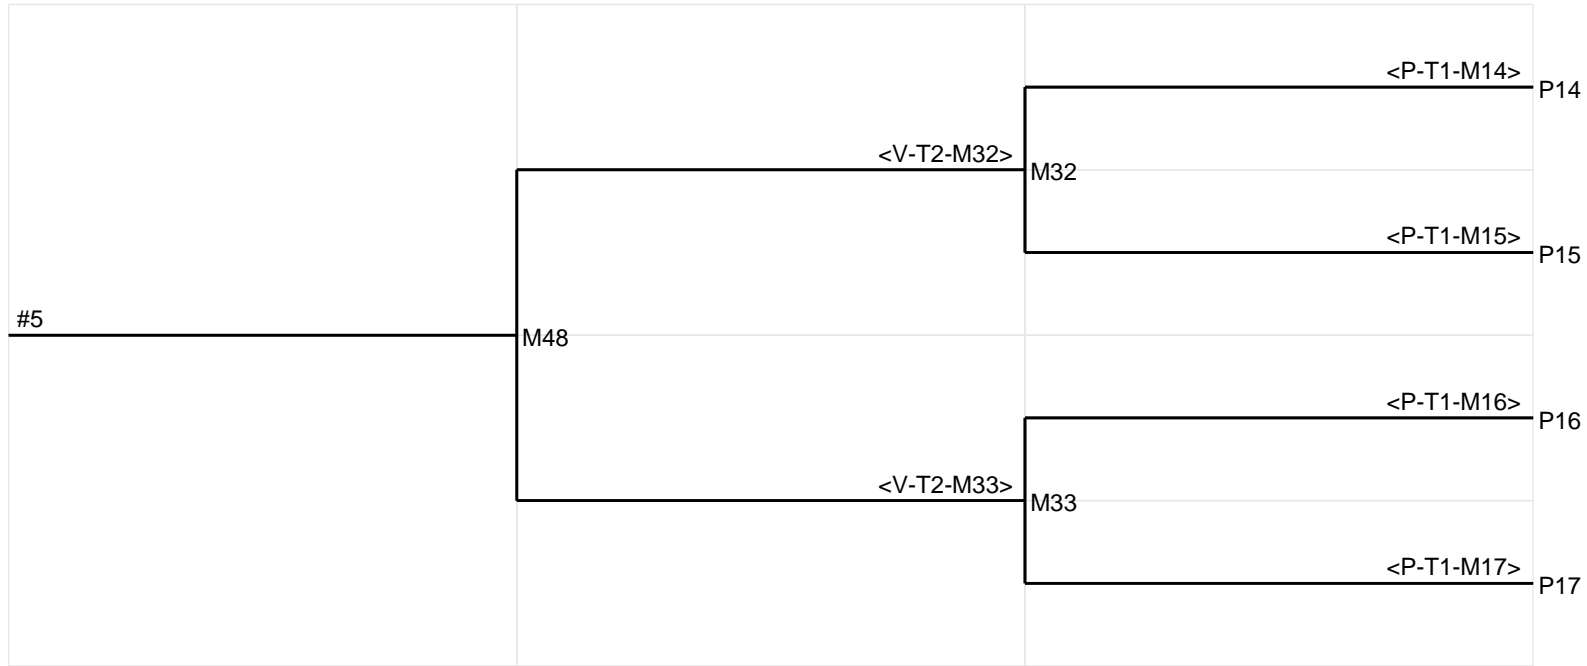 <P-T1-M14>
P14
<V-T2-M32>
M32
<P-T1-M15>
P15
#5
M48
<P-T1-M16>
P16
<V-T2-M33>
M33
<P-T1-M17>
P17